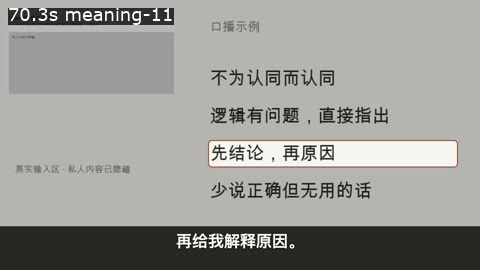 70.3s meaning-11
口播示例
不为认同而认同
逻辑有问题，直接指出
先结论，再原因
少说正确但无用的话
真实输入区·私人内容已隐藏
再给我解释原因。